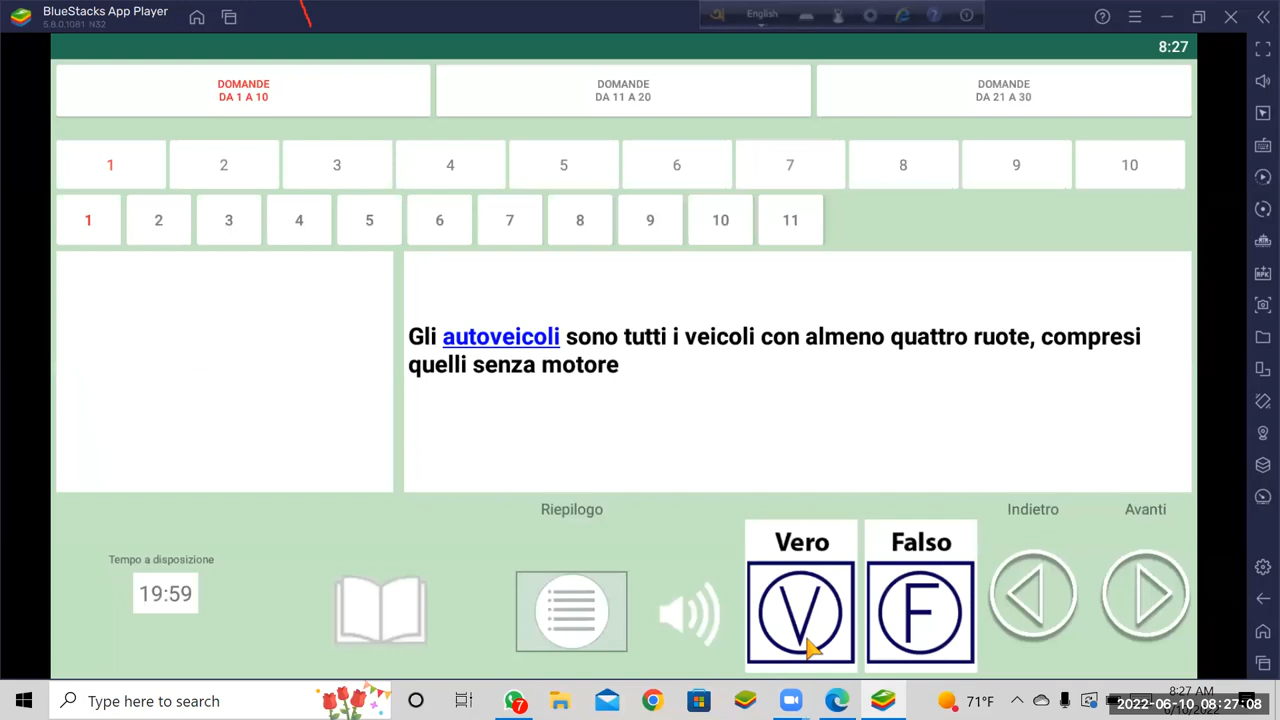 BlueStacks App Player
5.8.0.1081 N32
English
8:27
DOMANDE
DA 1 A 10
DOMANDE
DA 11 A 20
DOMANDE
DA 21 A 30
1 2 3 4 5 6 7 8 9 10
1 2 3 4 5 6 7 8 9 10 11
Gli autoveicoli sono tutti i veicoli con almeno quattro ruote, compresi
quelli senza motore
Riepilogo
Indietro
Avanti
Tempo a disposizione
19:59
Vero
V
Falso
F
Type here to search
7
71°F
8:27 AM
2022-06-10 08:27:08